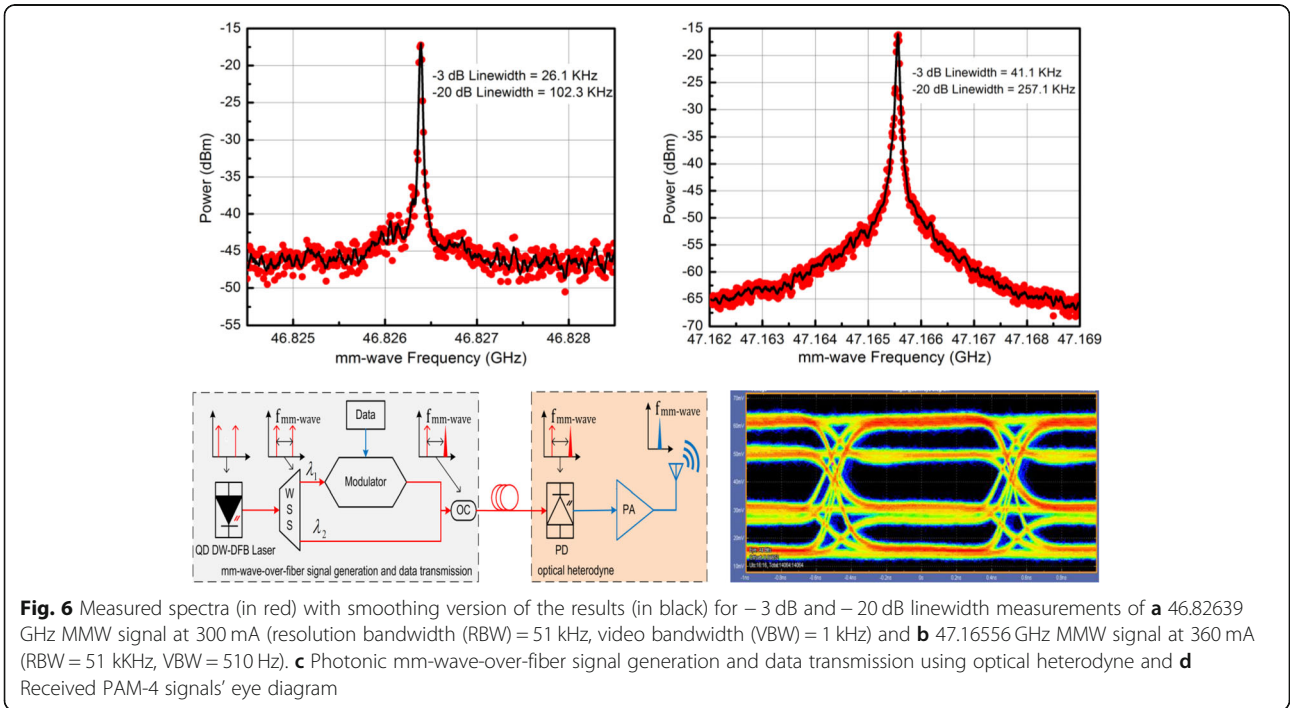 -15
-20
-25
-30
-35
-40
-45
-50
-55
Power (dBm)
-3 dB Linewidth = 26.1 KHz
-20 dB Linewidth = 102.3 KHz
46.825 46.826 46.827 46.828
mm-wave Frequency (GHz)
-15
-20
-25
-30
-35
-40
-45
-50
-55
-60
-65
-70
Power (dBm)
-3 dB Linewidth = 41.1 KHz
-20 dB Linewidth = 257.1 KHz
47.162 47.163 47.164 47.165 47.166 47.167 47.168 47.169
mm-wave Frequency (GHz)
fmm-wave
Data
fmm-wave
λ1
Modulator
W
S
S
λ2
OC
QD DW-DFB Laser
mm-wave-over-fiber signal generation and data transmission
fmm-wave
fmm-wave
PA
PD
optical heterodyne
70mV
60mV
50mV
40mV
30mV
20mV
10mV
Fig. 6 Measured spectra (in red) with smoothing version of the results (in black) for − 3 dB and − 20 dB linewidth measurements of a 46.82639
GHz MMW signal at 300 mA (resolution bandwidth (RBW) = 51 kHz, video bandwidth (VBW) = 1 kHz) and b 47.16556 GHz MMW signal at 360 mA
(RBW = 51 kKHz, VBW = 510 Hz). c Photonic mm-wave-over-fiber signal generation and data transmission using optical heterodyne and d
Received PAM-4 signals’ eye diagram